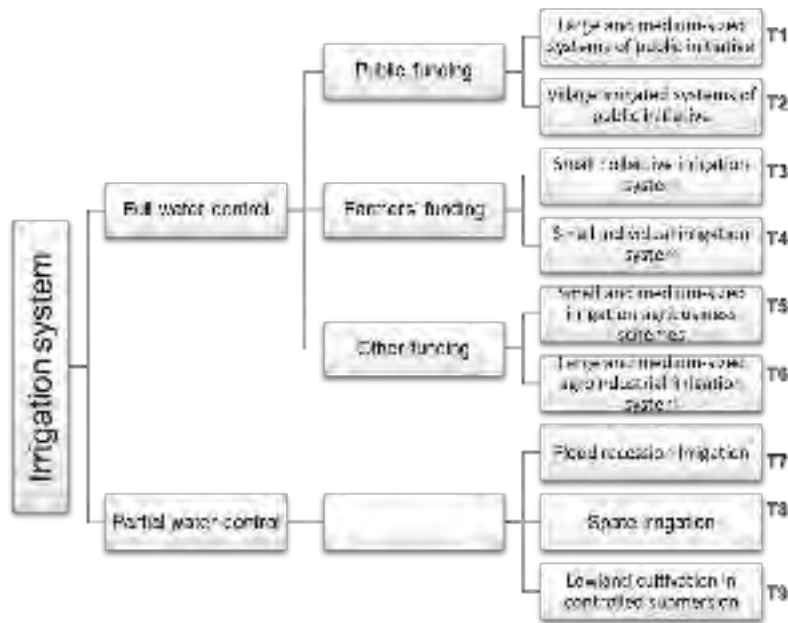 Irrigation system
Full water control
Partial water control
Public funding
Farmers' funding
Other funding
Large and medium-sized
systems of public initiative
T1
Village irrigated systems of
public initiative
T2
Small collective irrigation
system
T3
Small individual irrigation
system
T4
Small and medium-sized
irrigation agribusiness
schemes
T5
Large and medium-sized
agroindustrial irrigation
system
T6
Flood recession irrigation
T7
Spate irrigation
T8
Lowland cultivation in
controlled submersion
T9